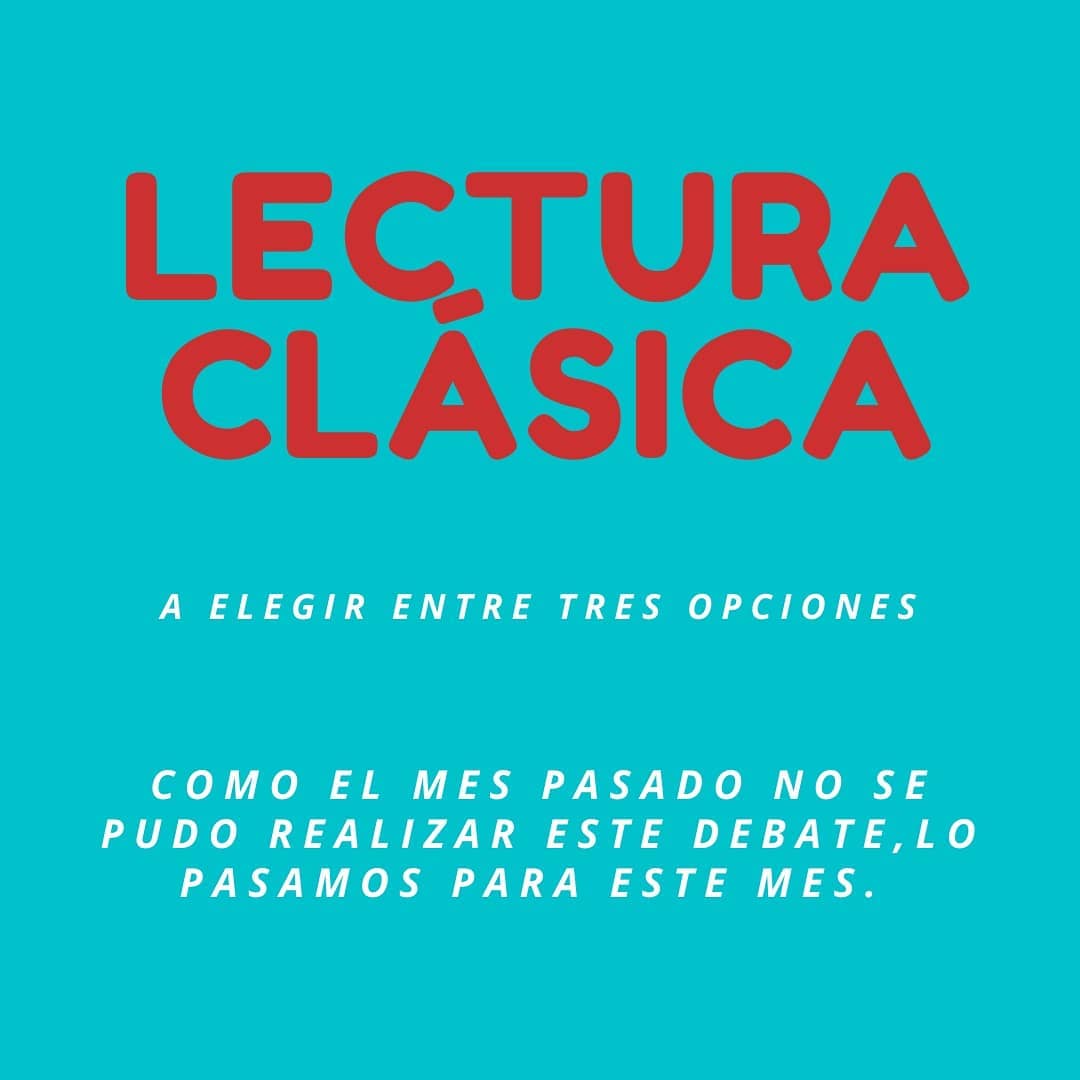 LECTURA
CLÁSICA
A ELEGIR ENTRE TRES OPCIONES
COMO EL MES PASADO NO SE
PUDO REALIZAR ESTE DEBATE,LO
PASAMOS PARA ESTE MES.